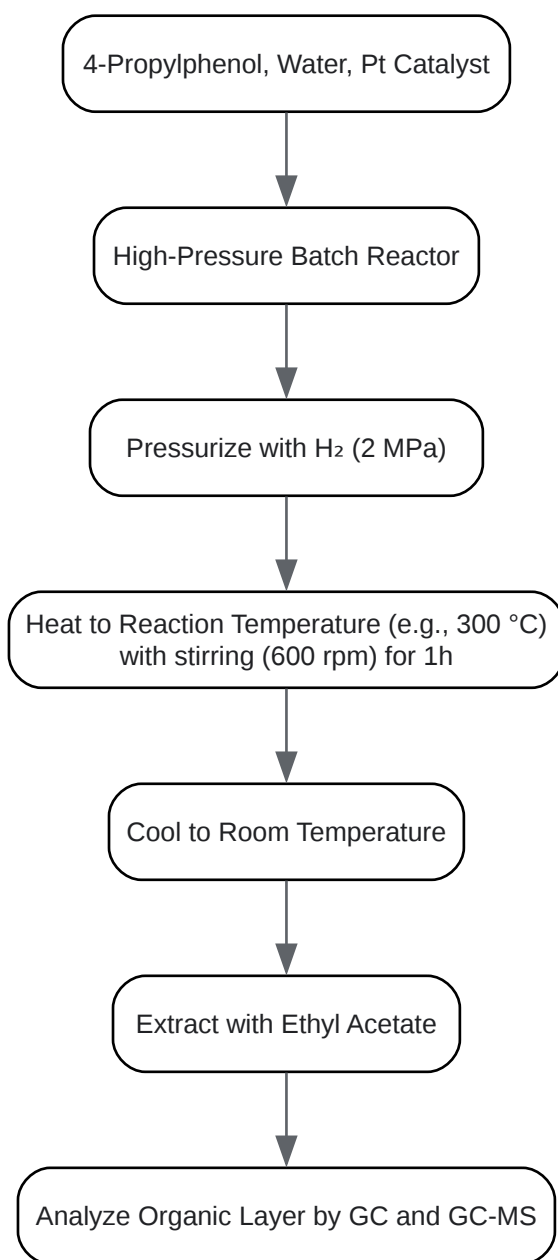 4-Propylphenol, Water, Pt Catalyst
High-Pressure Batch Reactor
Pressurize with H₂ (2 MPa)
Heat to Reaction Temperature (e.g., 300 °C)
with stirring (600 rpm) for 1h
Cool to Room Temperature
Extract with Ethyl Acetate
Analyze Organic Layer by GC and GC-MS